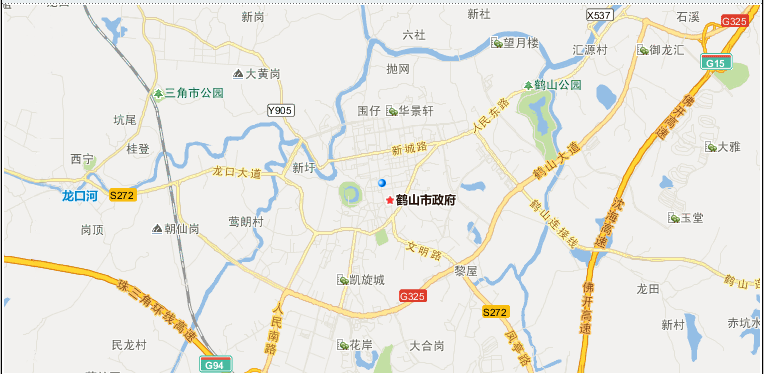 新岗
新社
X537
石溪
G325
六社
望月楼
汇源村
御龙汇
G15
大黄岗
抛网
三角市公园
鹤山公园
Y905
围仔
华景轩
人民东路
佛开高速
坑尾
桂登
新城路
大雅
西宁
龙口大道
新圩
鹤山大道
龙口河
S272
鹤山市政府
沈海高速
岗顶
朝仙岗
莺朗村
鹤山连接线
玉堂
文明路
黎屋
凯旋城
珠三角环线高速
G325
S272
佛开高速
龙田
鹤山
人民南路
新村
赤坑水
民龙村
花岸
大合岗
凤亭路
G94